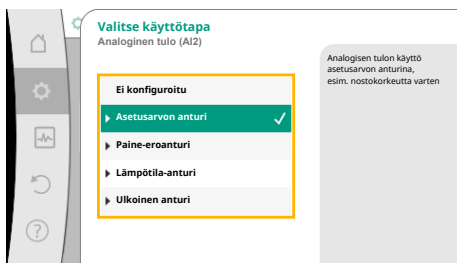 Valitse käyttötapa
Analoginen tulo (AI2)
Ei konfiguroitu
Asetusarvon anturi
Paine-eroanturi
Lämpötila-anturi
Ulkoinen anturi
Analogisen tulon käyttö
asetusarvon anturina,
esim. nostokorkeutta varten
?